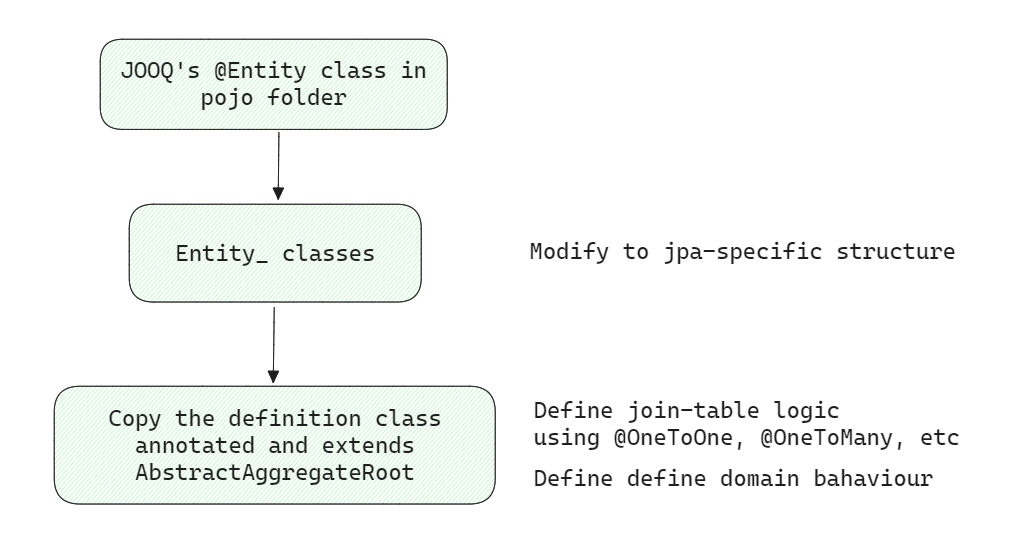 JOOQ's @Entity class in
pojo folder
Entity_ classes
Modify to jpa-specific structure
Copy the definition class
annotated and extends
AbstractAggregateRoot
Define join-table logic
using @OneToOne, @OneToMany, etc
Define define domain bahaviour